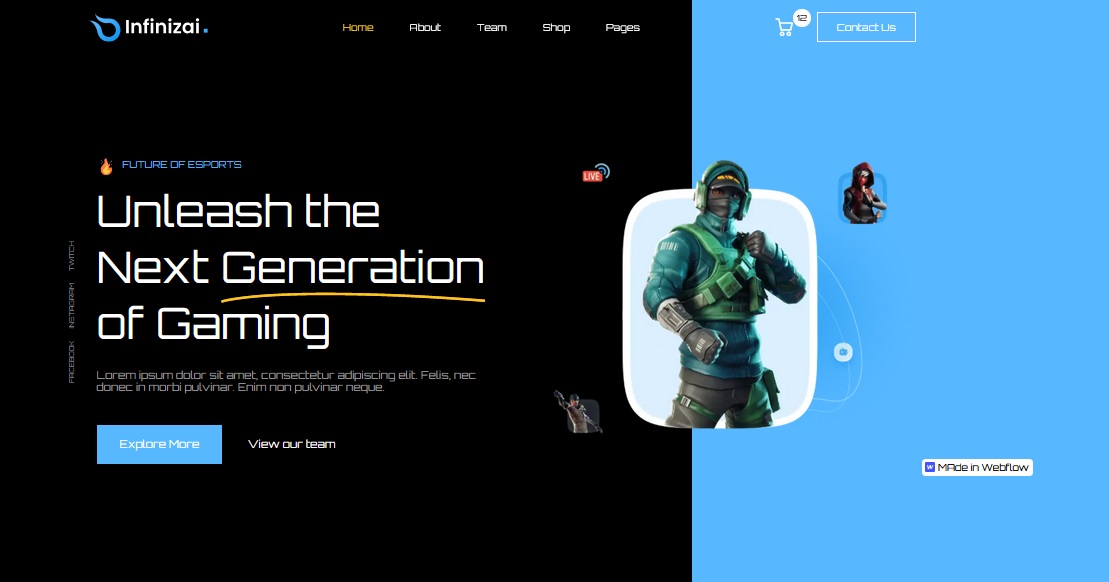 Infinizai.
Home
About
Team
Shop
Pages
12
Contact Us
FUTURE OF ESPORTS
LIVE
Unleash the
Next Generation
of Gaming
TWITCH
INSTAGRAM
FACEBOOK
Lorem ipsum dolor sit amet, consectetur adipiscing elit. Felis, nec
donec in morbi pulvinar. Enim non pulvinar neque.
Explore More
View our team
W MAde in Webflow